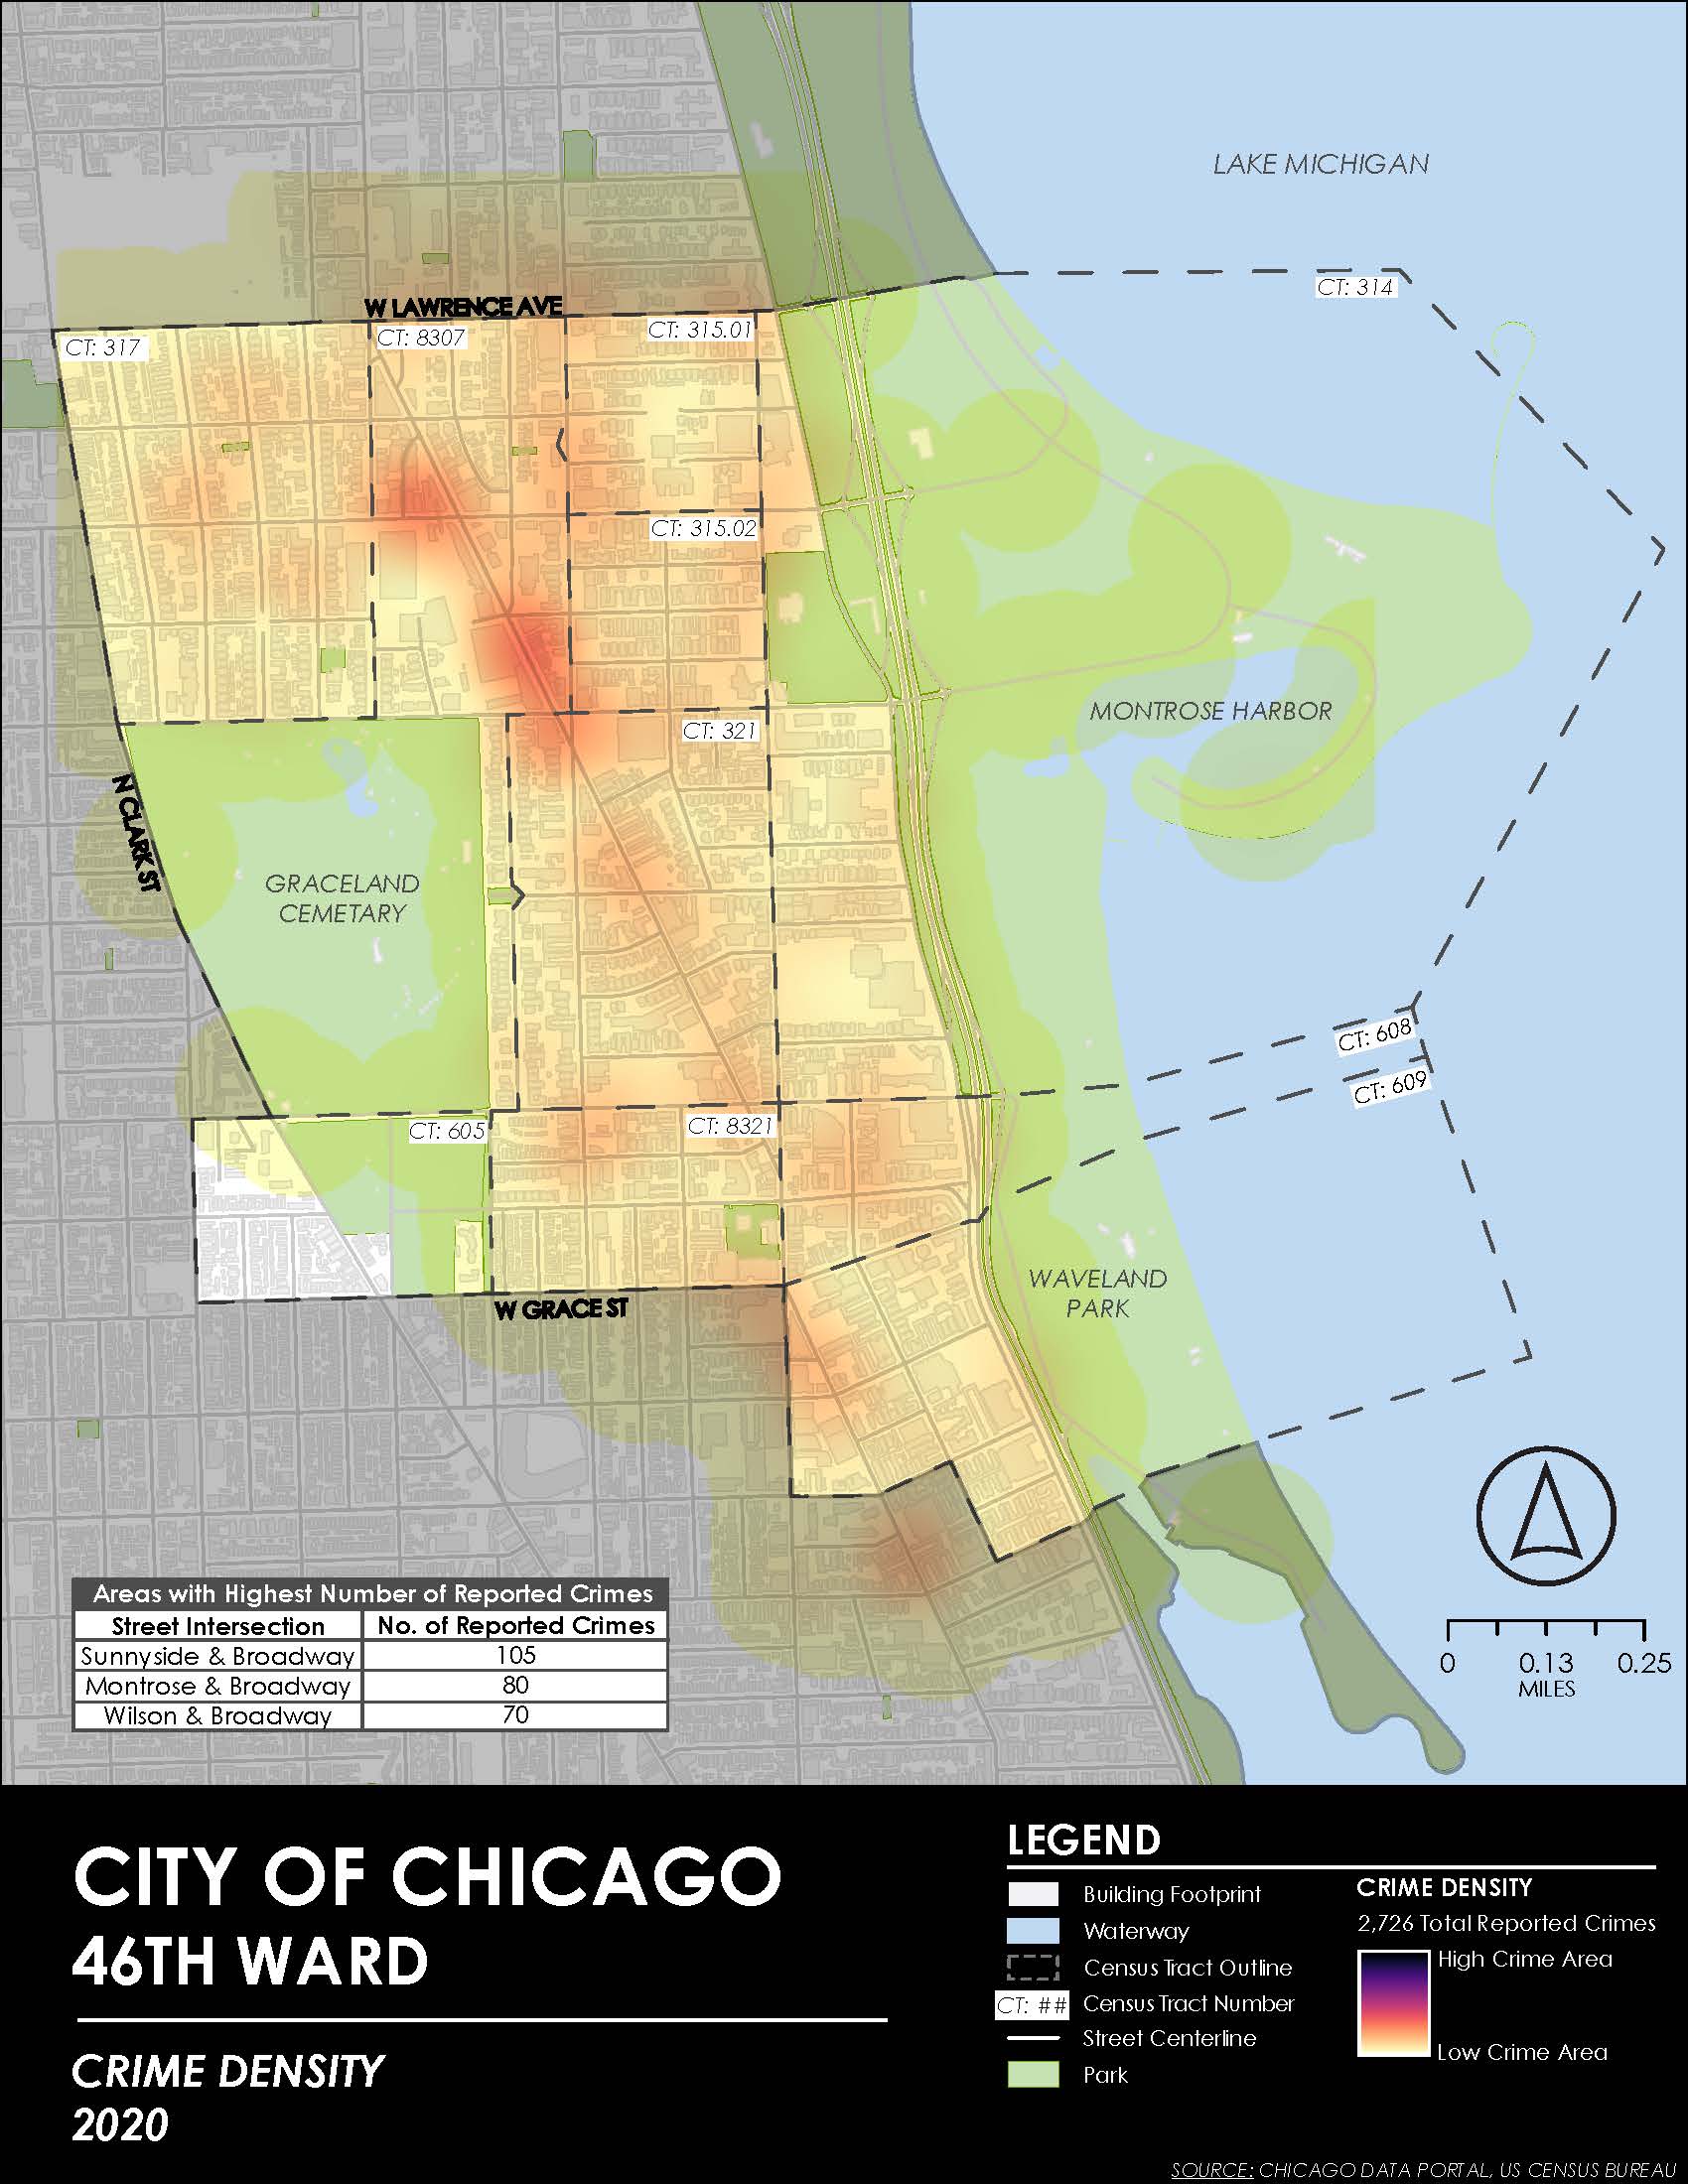 LAKE MICHIGAN
CT: 314
W LAWRENCE AVE
CT: 317
CT: 8307
CT: 315.01
CT: 315.02
MONTROSE HARBOR
CT: 321
N CLARK ST
GRACELAND
CEMETARY
CT: 608
CT: 609
CT: 605
CT: 8321
WAVELAND
PARK
W GRACE ST
Areas with Highest Number of Reported Crimes
Street Intersection No. of Reported Crimes
Sunnyside & Broadway 105
Montrose & Broadway 80
Wilson & Broadway 70
0 0.13 0.25
MILES
CITY OF CHICAGO
46TH WARD
CRIME DENSITY
2020
LEGEND
Building Footprint
Waterway
Census Tract Outline
CT: ## Census Tract Number
Street Centerline
Park
CRIME DENSITY
2,726 Total Reported Crimes
High Crime Area
Low Crime Area
SOURCE: CHICAGO DATA PORTAL, US CENSUS BUREAU